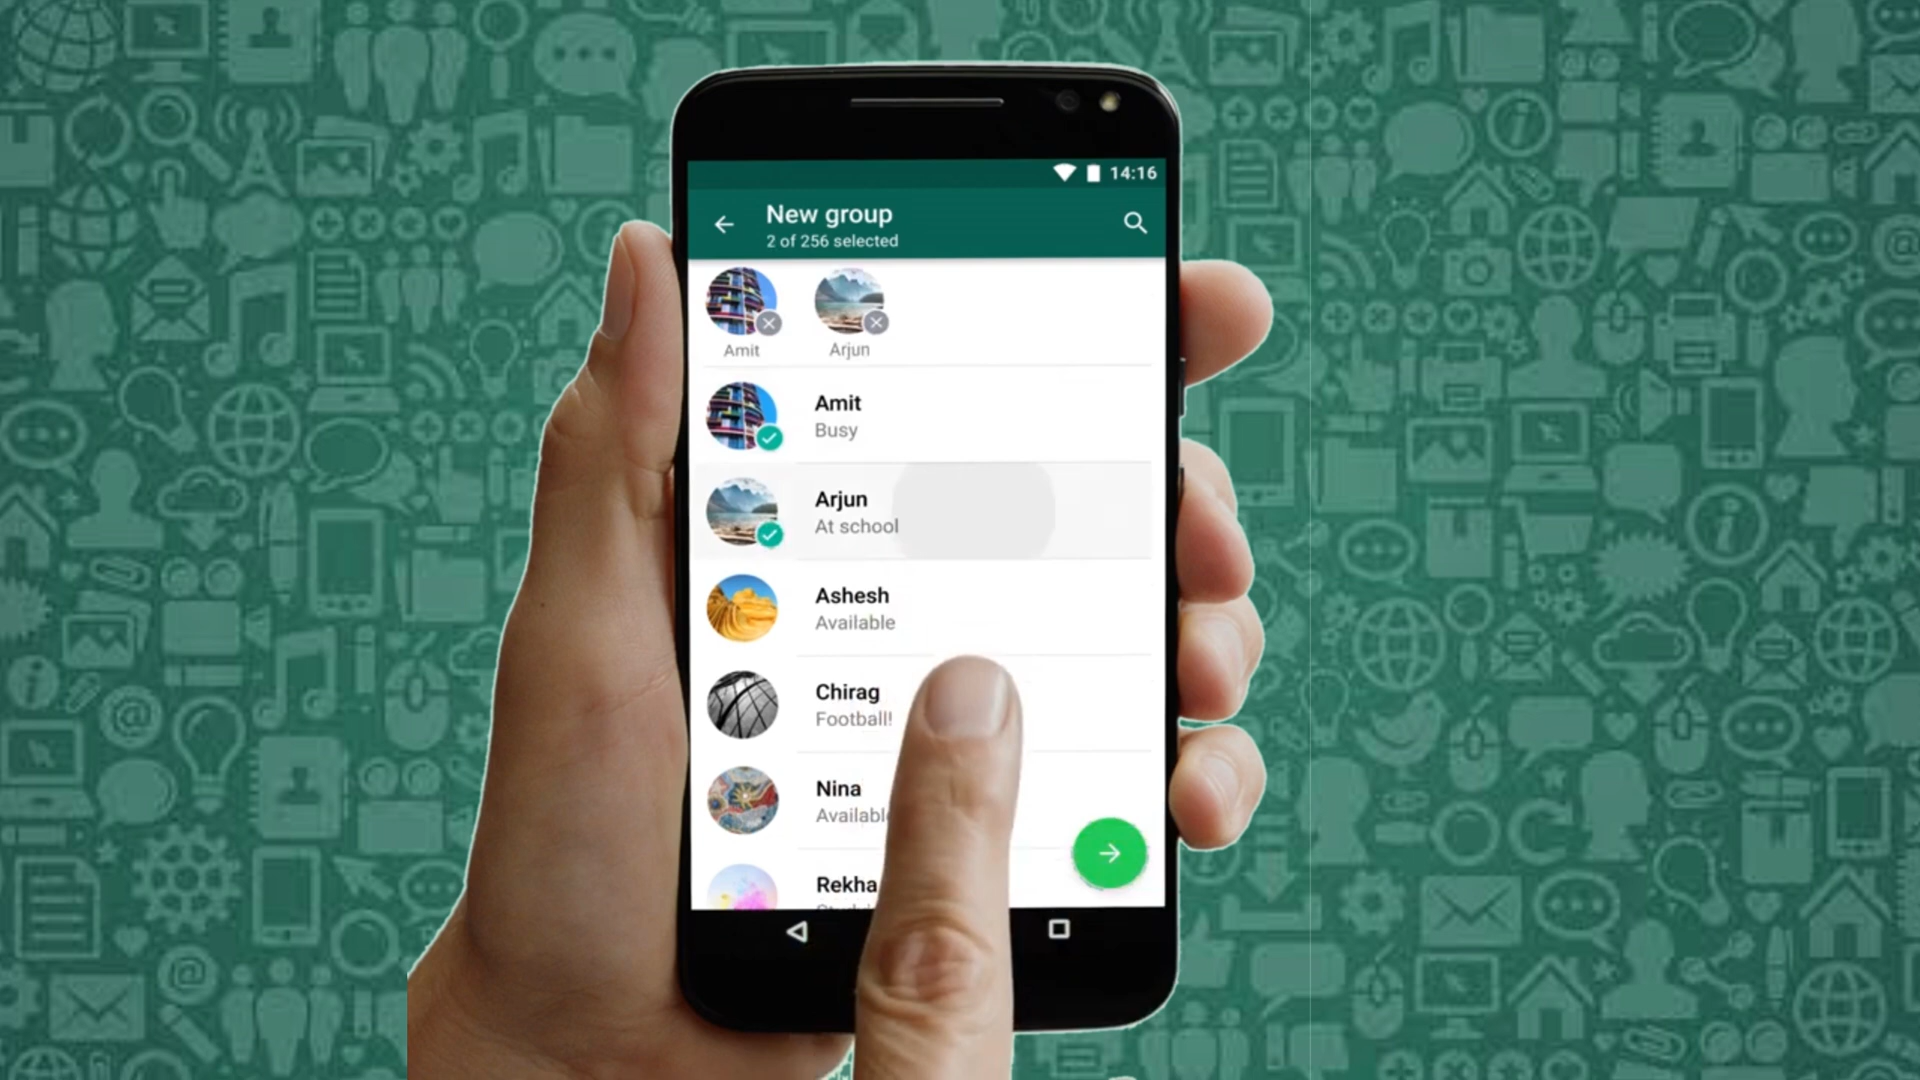 14:16
New group
2 of 256 selected
Amit
Arjun
Amit
Busy
Arjun
At school
Ashesh
Available
Chirag
Football!
Nina
Rekha